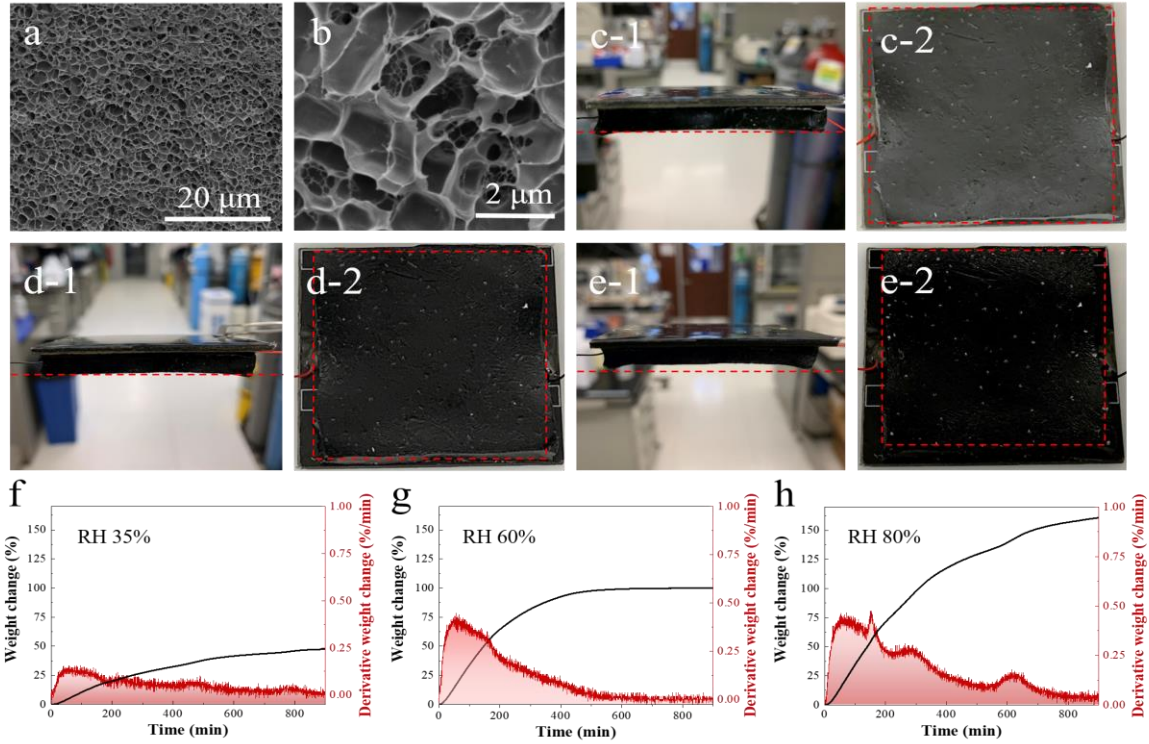 a
20 μm
b
2 μm
c-1
c-2
d-1
d-2
e-1
e-2
f
RH 35%
Weight change (%)
150
125
100
75
50
25
0
Derivative weight change (%/min)
1.00
0.75
0.50
0.25
0.00
0 200 400 600 800
Time (min)
g
RH 60%
Weight change (%)
150
125
100
75
50
25
0
Derivative weight change (%/min)
1.00
0.75
0.50
0.25
0.00
0 200 400 600 800
Time (min)
h
RH 80%
Weight change (%)
150
125
100
75
50
25
0
Derivative weight change (%/min)
1.00
0.75
0.50
0.25
0.00
0 200 400 600 800
Time (min)